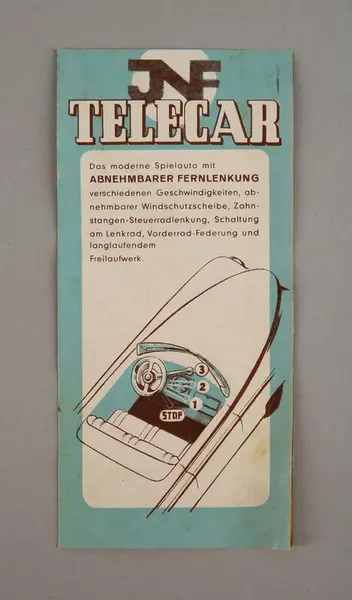 JNF
TELECAR
Das moderne Spielauto mit
ABNEHMBARER FERNLENKUNG
verschiedenen Geschwindigkeiten, ab-
nehmbarer Windschutzscheibe, Zahn-
stangen-Steuerradlenkung, Schaltung
am Lenkrad, Vorderrad-Federung und
langlaufendem
Freilaufwerk.
3
2
1
STOP